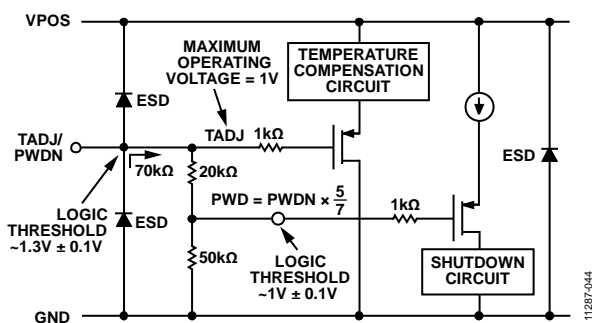 VPOS
MAXIMUM
OPERATING
VOLTAGE = 1V
TEMPERATURE
COMPENSATION
CIRCUIT
ESD
TADJ/
PWDN
TADJ
1kΩ
70kΩ
20kΩ
ESD
PWD = PWDN × 5/7
1kΩ
LOGIC
THRESHOLD
~1.3V ± 0.1V
ESD
50kΩ
LOGIC
THRESHOLD
~1V ± 0.1V
SHUTDOWN
CIRCUIT
GND
11287-044